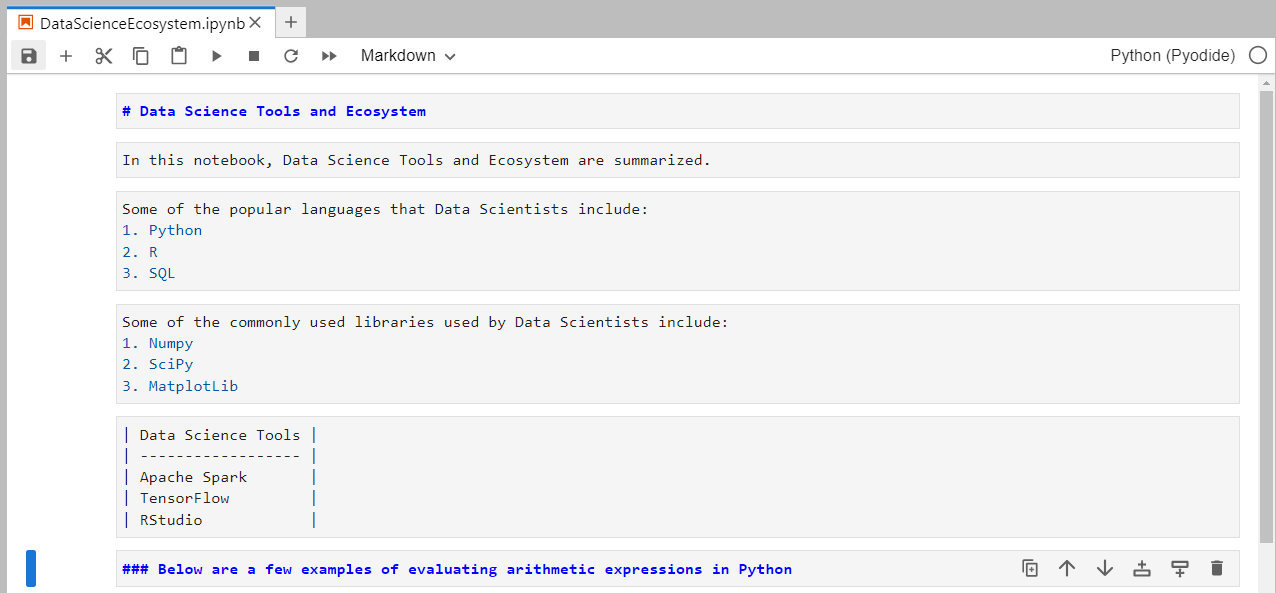 DataScienceEcosystem.ipynb
Markdown
Python (Pyodide)
# Data Science Tools and Ecosystem
In this notebook, Data Science Tools and Ecosystem are summarized.
Some of the popular languages that Data Scientists include:
1. Python
2. R
3. SQL
Some of the commonly used libraries used by Data Scientists include:
1. Numpy
2. SciPy
3. MatplotLib
| Data Science Tools |
| ------------------ |
| Apache Spark       |
| TensorFlow         |
| RStudio            |
### Below are a few examples of evaluating arithmetic expressions in Python